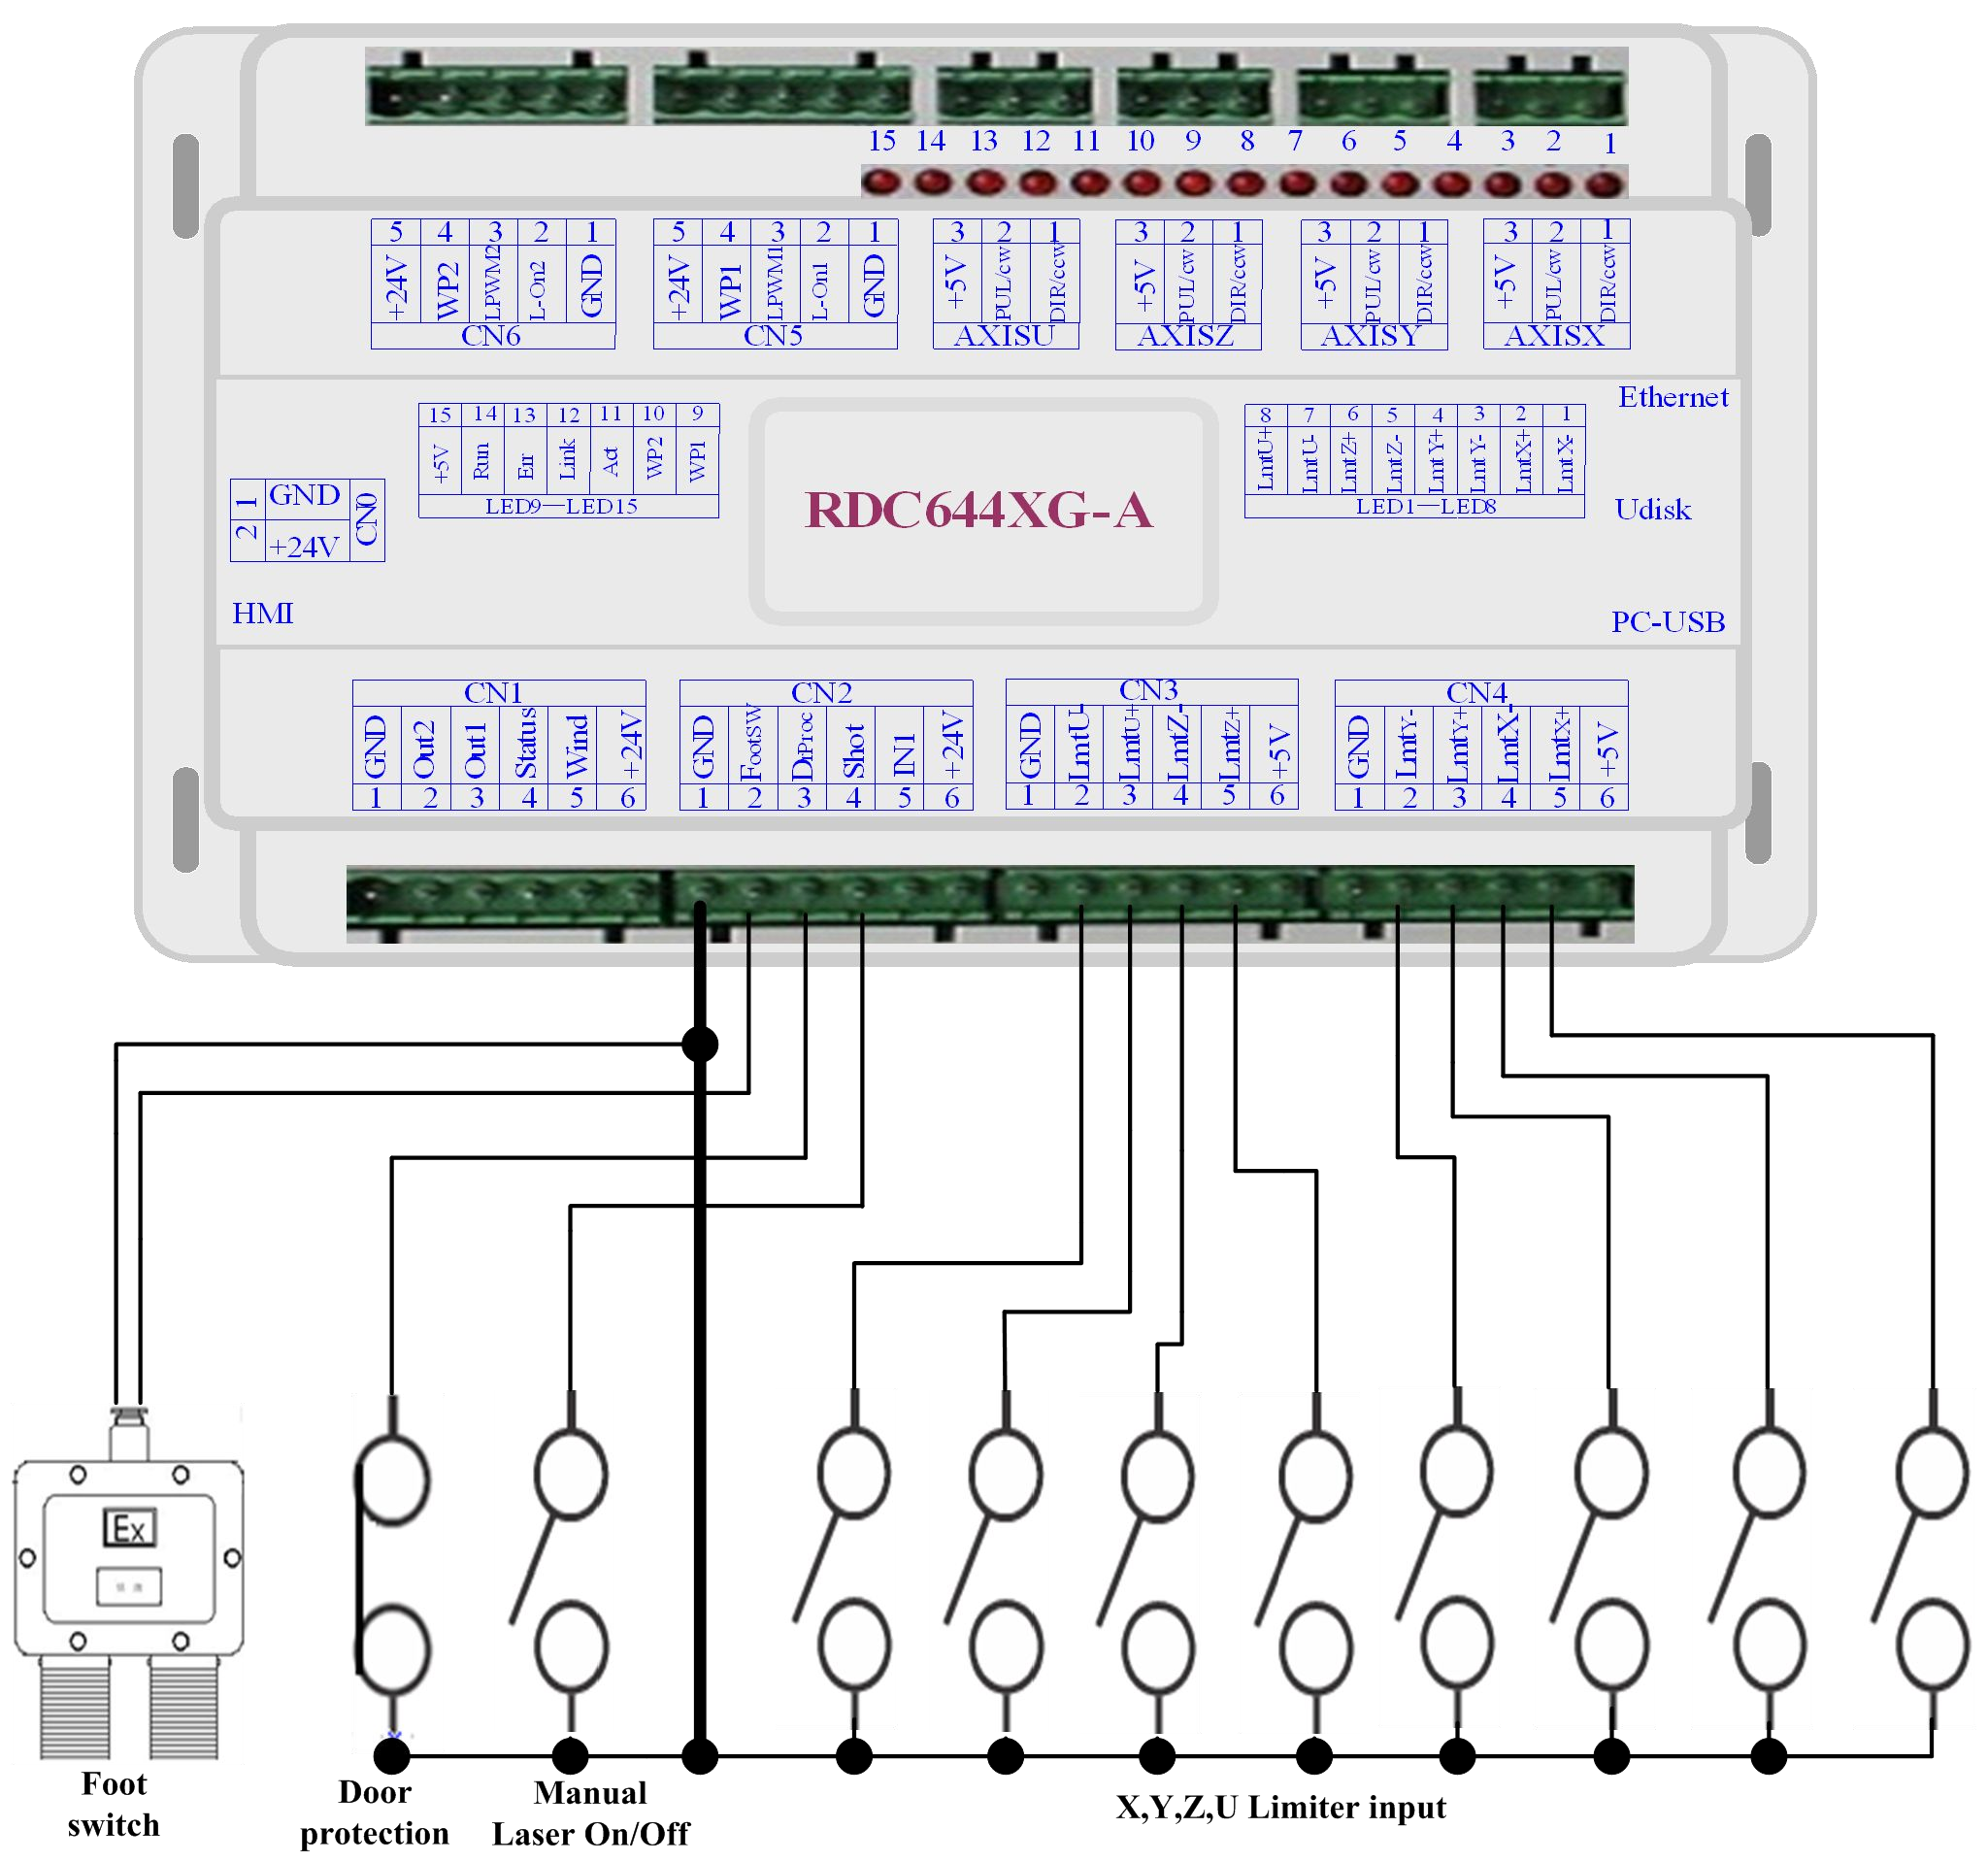 15 14 13 12 11 10 9 8 7 6 5 4 3 2 1
5 4 3 2 1
+24V WP2 LPWM2 L-On2 GND
CN6
5 4 3 2 1
+24V WP1 LPWM1 L-On1 GND
CN5
3 2 1
+5V PUL/cw DIR/ccw
AXISU
3 2 1
+5V PUL/cw DIR/ccw
AXISZ
3 2 1
+5V PUL/cw DIR/ccw
AXISY
3 2 1
+5V PUL/cw DIR/ccw
AXISX
15 14 13 12 11 10 9
+5V Run Err Link Act WP2 WP1
LED9—LED15
RDC644XG-A
8 7 6 5 4 3 2 1
LmtU+ LmtU- LmtZ+ LmtZ- LmtY+ LmtY- LmtX+ LmtX-
LED1—LED8
Ethernet
Udisk
PC-USB
1 GND
2 +24V
CN0
HMI
CN1
GND Out2 Out1 Status Wind +24V
1 2 3 4 5 6
CN2
GND FootSW DrProc Shot IN1 +24V
1 2 3 4 5 6
CN3
GND LmtU- LmtU+ LmtZ- LmtZ+ +5V
1 2 3 4 5 6
CN4
GND LmtY- LmtY+ LmtX- LmtX+ +5V
1 2 3 4 5 6
Ex
Foot
switch
Door
protection
Manual
Laser On/Off
X,Y,Z,U Limiter input